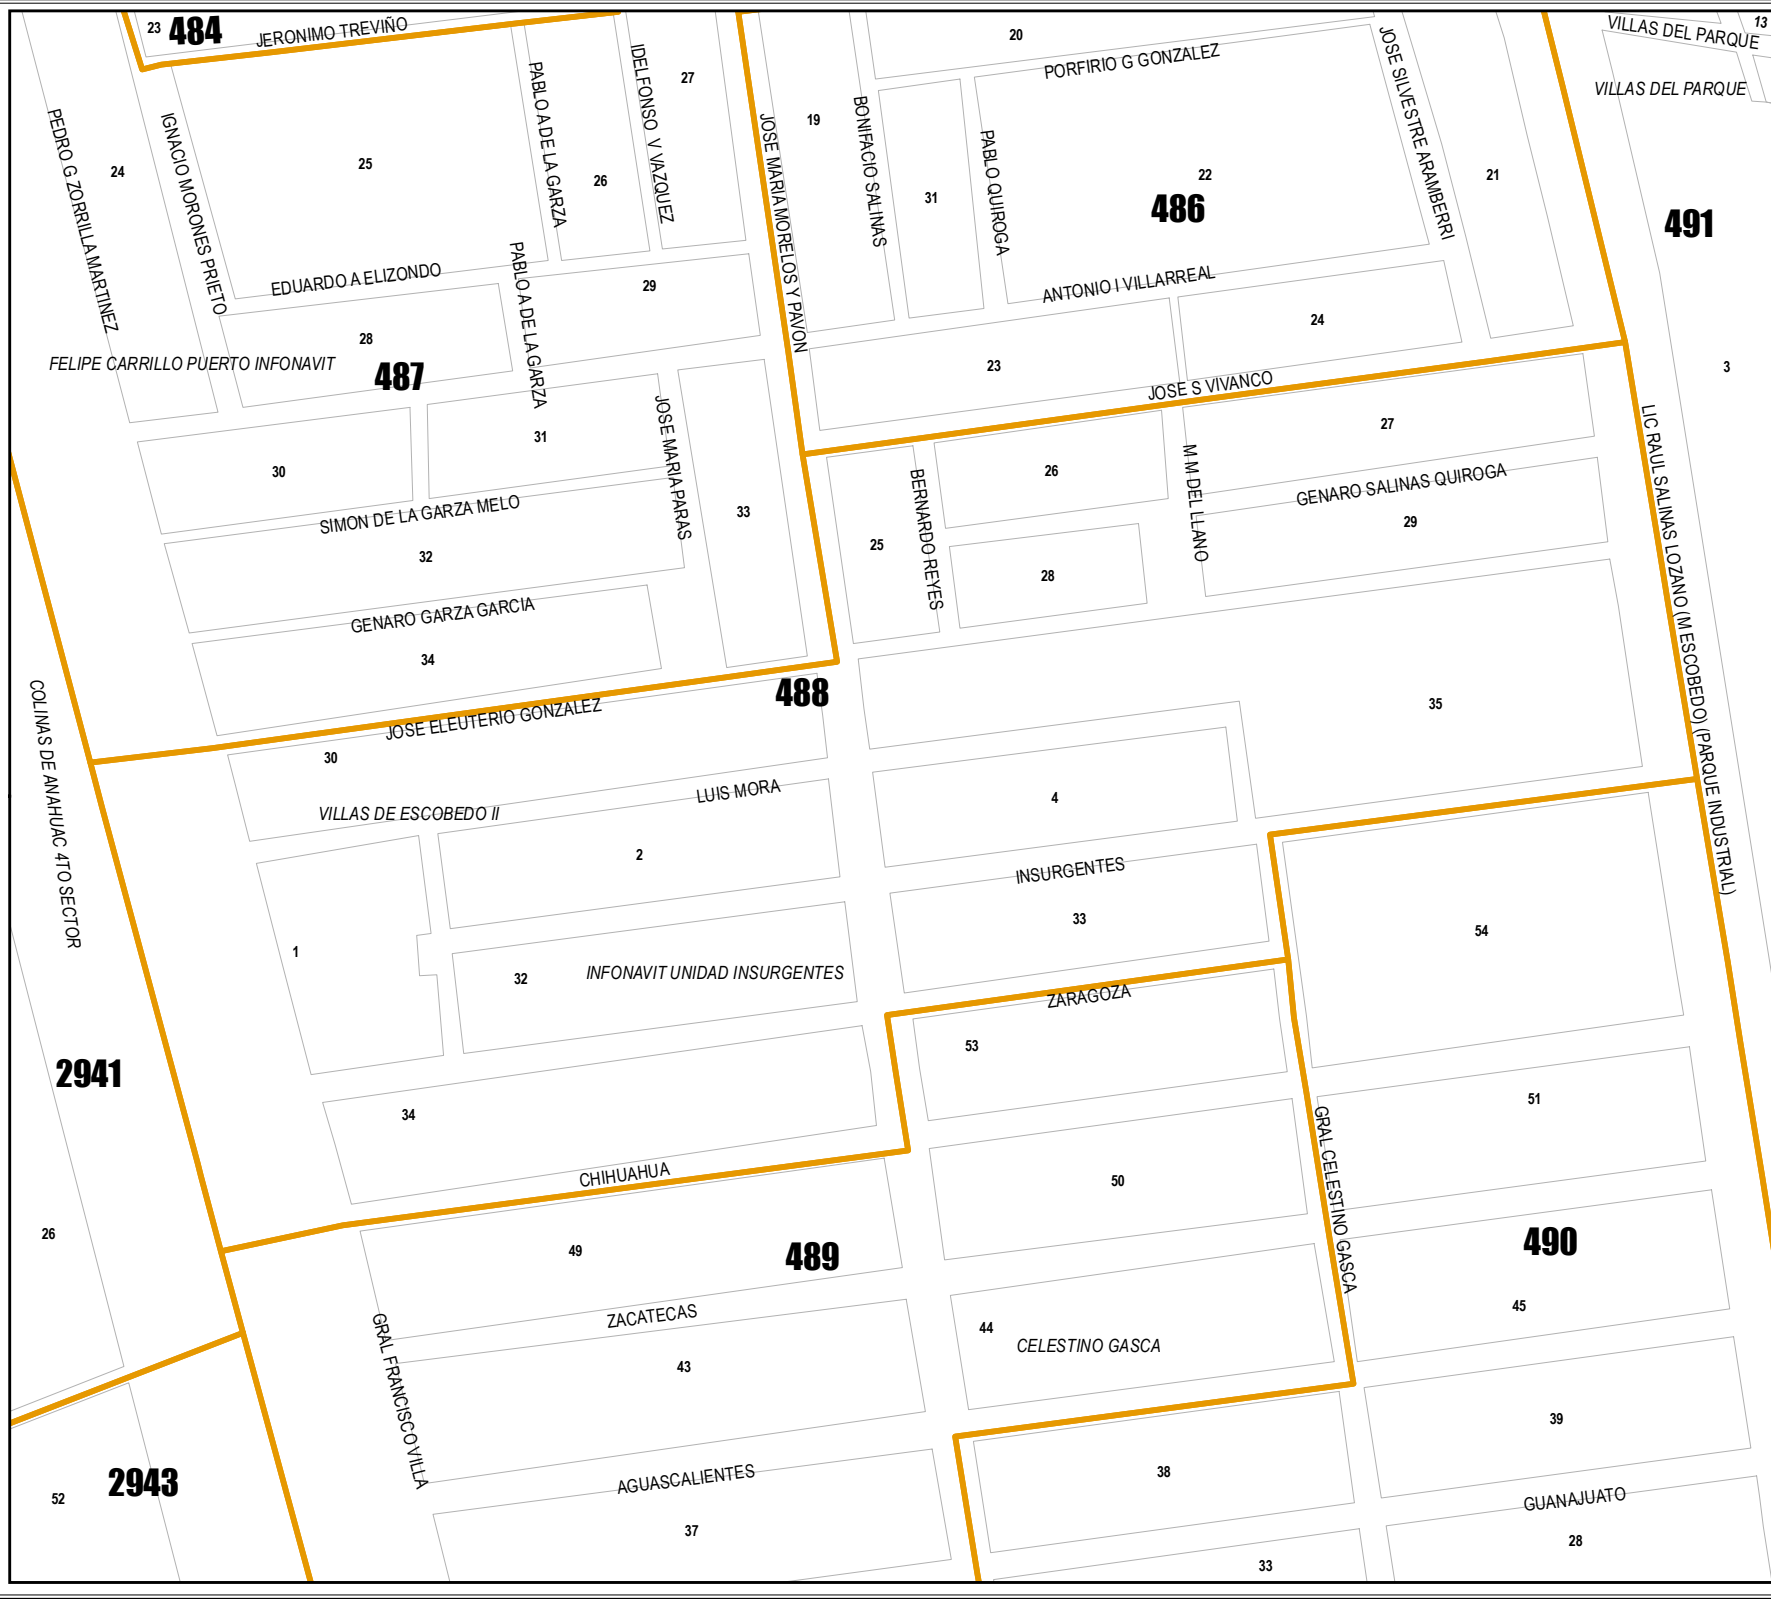 23
484
JERONIMO TREVIÑO
20
13
VILLAS DEL PARQUE
PORFIRIO G GONZALEZ
VILLAS DEL PARQUE
27
PABLO A DE LA GARZA
IDELFONSO V VAZQUEZ
JOSE SILVESTRE ARAMBERRI
PEDRO G ZORRILLA MARTINEZ
IGNACIO MORONES PRIETO
JOSE MARIA MORELOS Y PAVON
BONIFACIO SALINAS
PABLO QUIROGA
19
24
25
26
31
22
21
486
491
EDUARDO A ELIZONDO
PABLO A DE LA GARZA
29
ANTONIO I VILLARREAL
24
28
FELIPE CARRILLO PUERTO INFONAVIT
487
23
3
JOSE S VIVANCO
JOSE MARIA PARAS
31
27
LIC RAUL SALINAS LOZANO (M ESCOBEDO) (PARQUE INDUSTRIAL)
30
26
BERNARDO REYES
M M DEL LLANO
GENARO SALINAS QUIROGA
SIMON DE LA GARZA MELO
33
29
25
32
28
GENARO GARZA GARCIA
34
COLINAS DE ANAHUAC 4TO SECTOR
488
35
JOSE ELEUTERIO GONZALEZ
30
LUIS MORA
4
VILLAS DE ESCOBEDO II
2
INSURGENTES
33
54
1
32
INFONAVIT UNIDAD INSURGENTES
ZARAGOZA
53
2941
34
51
GRAL CELESTINO GASCA
CHIHUAHUA
50
26
49
489
490
ZACATECAS
45
44
CELESTINO GASCA
GRAL FRANCISCO VILLA
43
39
38
AGUASCALIENTES
2943
52
GUANAJUATO
37
28
33